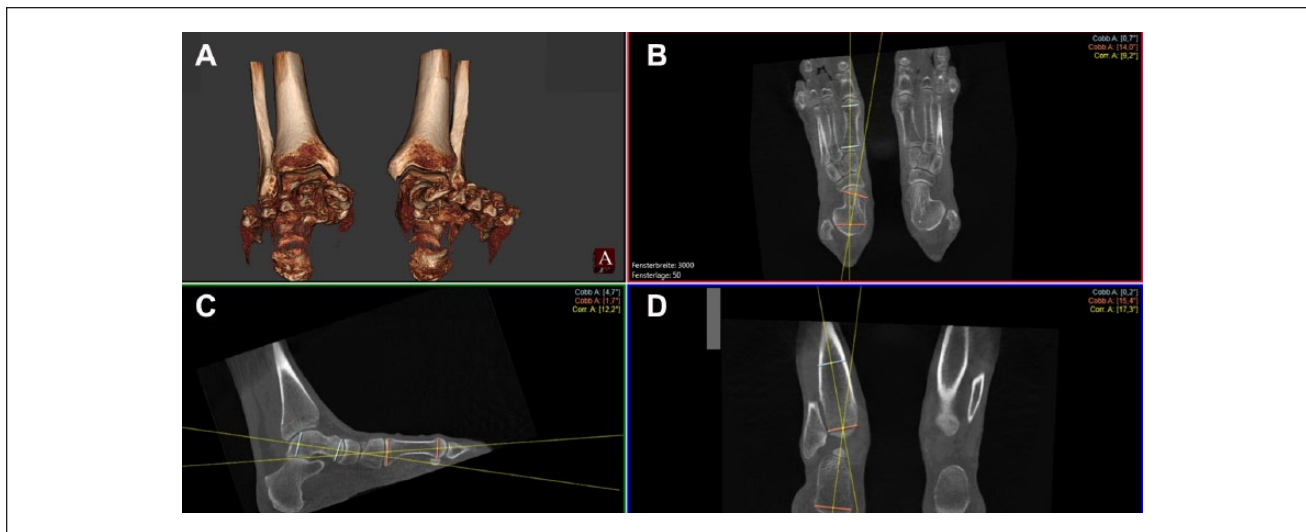 A
A
B
Cobb A: [0,7°]
Cobb A: [14,0°]
Corr. A: [9,2°]
Fensterbreite: 3000
Fensterlage: 50
C
Cobb A: [4,7°]
Cobb A: [1,7°]
Corr. A: [12,2°]
D
Cobb A: [0,2°]
Cobb A: [15,4°]
Corr. A: [17,3°]